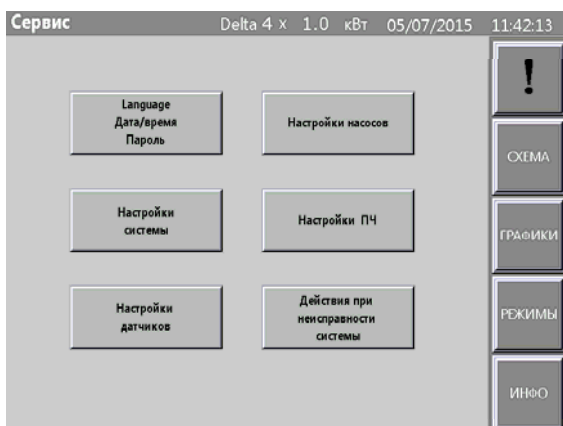 Сервис Delta 4 x 1.0 кВт 05/07/2015 11:42:13
!
Language
Дата/время
Пароль
Настройки насосов
СХЕМА
Настройки
системы
Настройки ПЧ
ГРАФИКИ
Настройки
датчиков
Действия при
неисправности
системы
РЕЖИМЫ
ИНФО